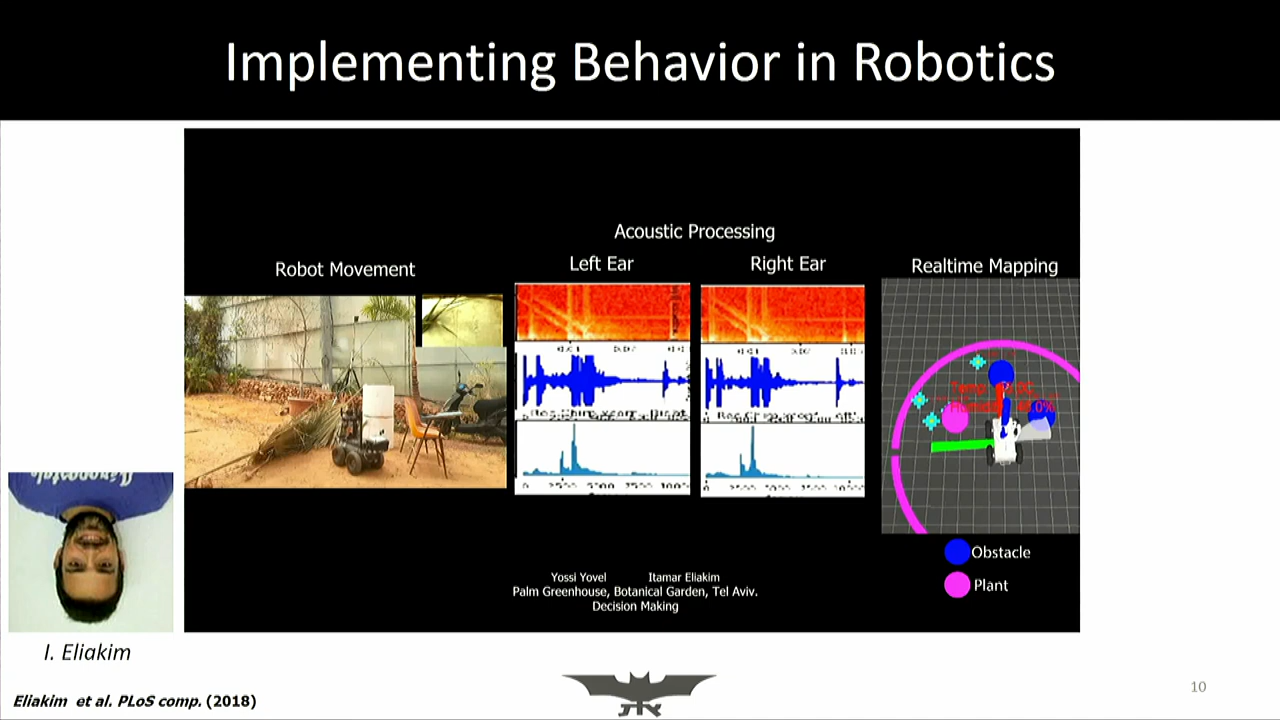 Implementing Behavior in Robotics
Acoustic Processing
Robot Movement
Left Ear
Right Ear
Realtime Mapping
Obstacle
Plant
Yossi Yovel Itamar Eliakim
Palm Greenhouse, Botanical Garden, Tel Aviv.
Decision Making
I. Eliakim
Eliakim et al. PLoS comp. (2018)
10